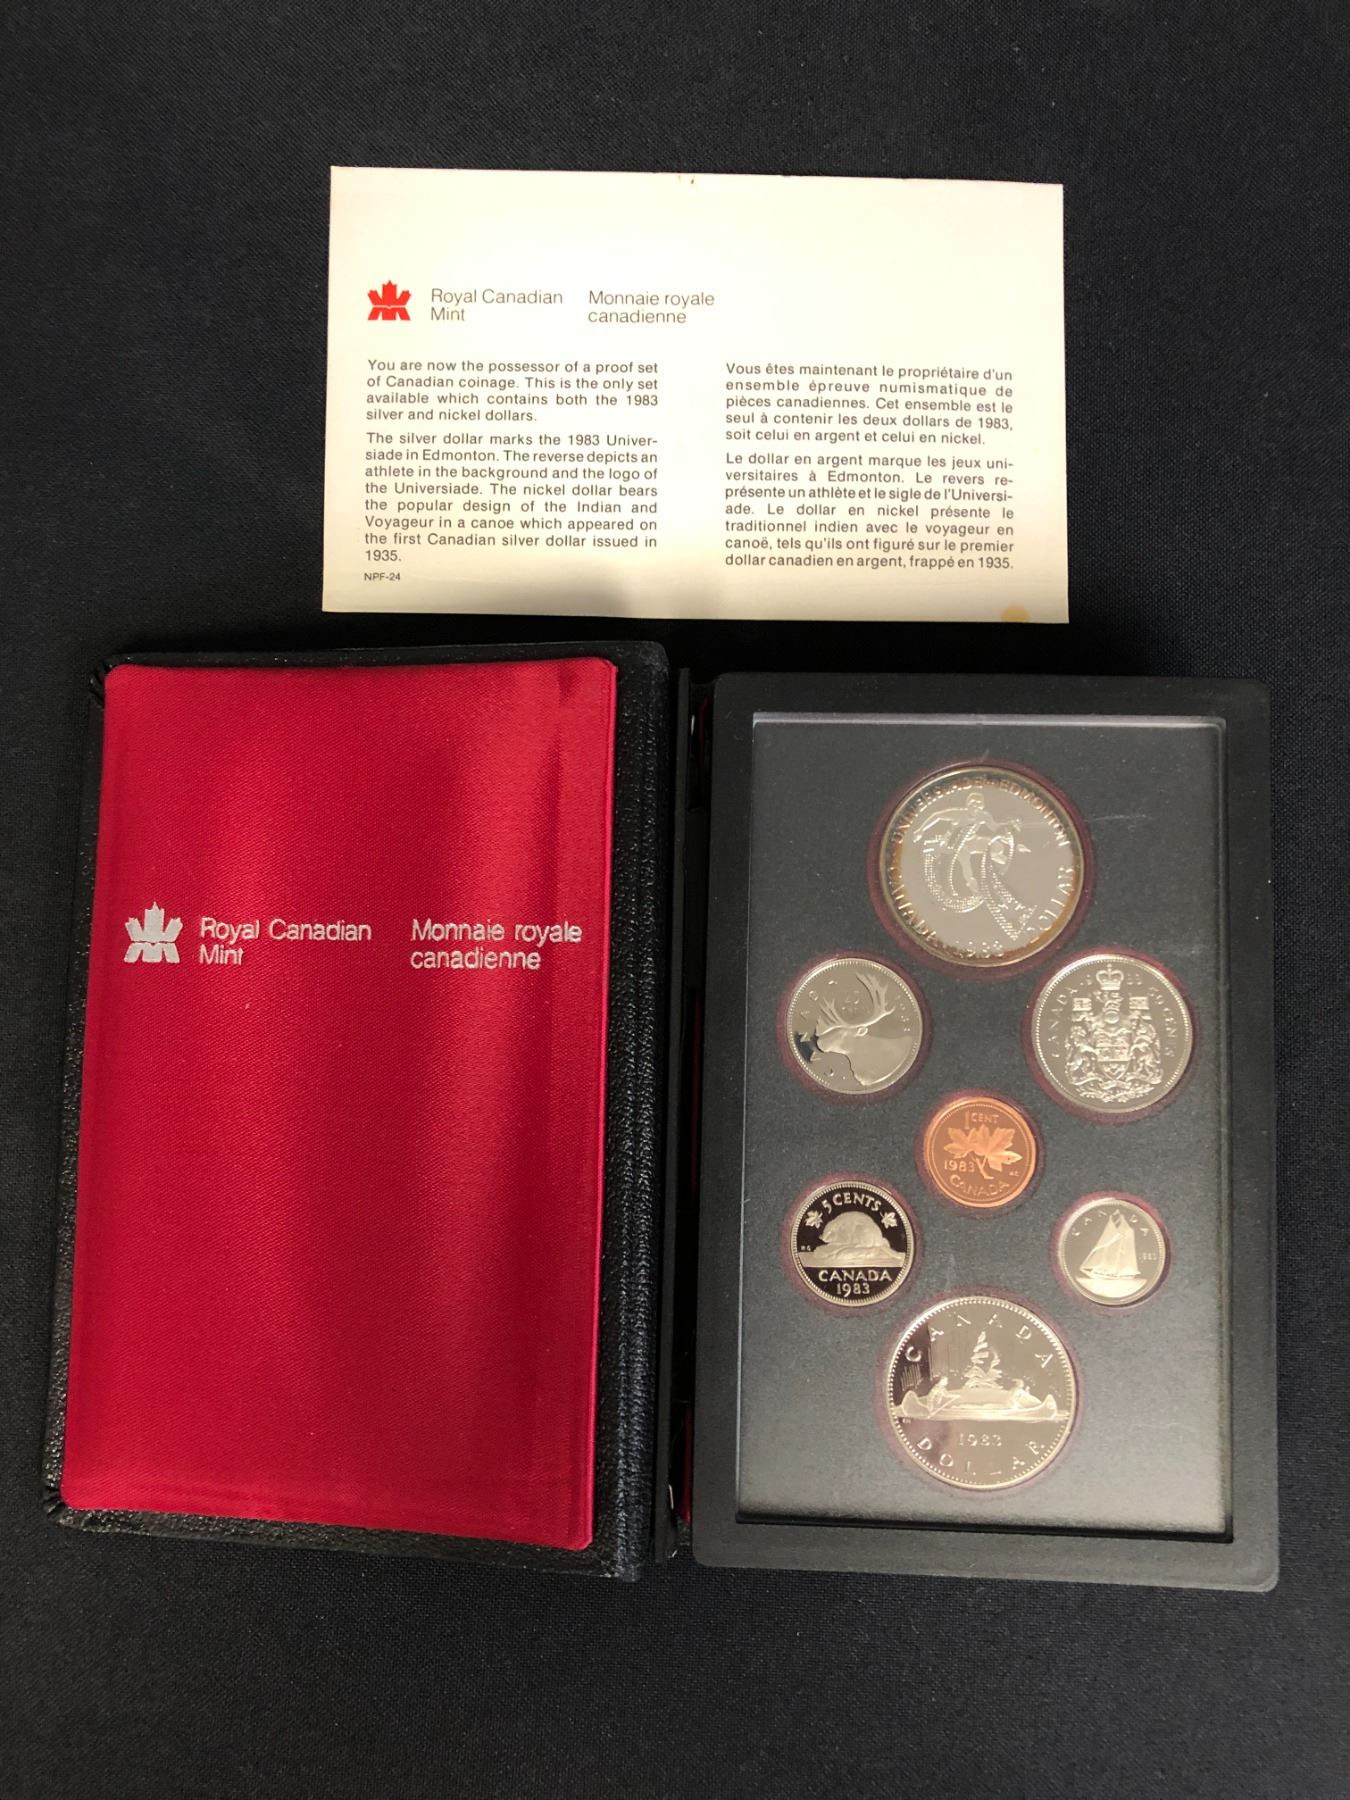 Royal Canadian
Mint
Monnaie royale
canadienne
You are now the possessor of a proof set
of Canadian coinage. This is the only set
available which contains both the 1983
silver and nickel dollars.
The silver dollar marks the 1983 Univer-
siade in Edmonton. The reverse depicts an
athlete in the background and the logo of
the Universiade. The nickel dollar bears
the popular design of the Indian and
Voyageur in a canoe which appeared on
the first Canadian silver dollar issued in
1935.
NPF-24
Vous êtes maintenant le propriétaire d'un
ensemble épreuve numismatique de
pièces canadiennes. Cet ensemble est le
seul à contenir les deux dollars de 1983,
soit celui en argent et celui en nickel.
Le dollar en argent marque les jeux uni-
versitaires à Edmonton. Le revers re-
présente un athlète et le sigle de l'Universi-
ade. Le dollar en nickel présente le
traditionnel indien avec le voyageur en
canoë, tels qu'ils ont figuré sur le premier
dollar canadien en argent, frappé en 1935.
Royal Canadian
Mint
Monnaie royale
canadienne
UNIVERSIADE EDMONTON
CANADA 1983 DOLLAR
CANADA 1983 50 CENTS
1 CENT
1983
CANADA
5 CENTS
CANADA
1983
CANADA
1983
CANADA
1983
DOLLAR